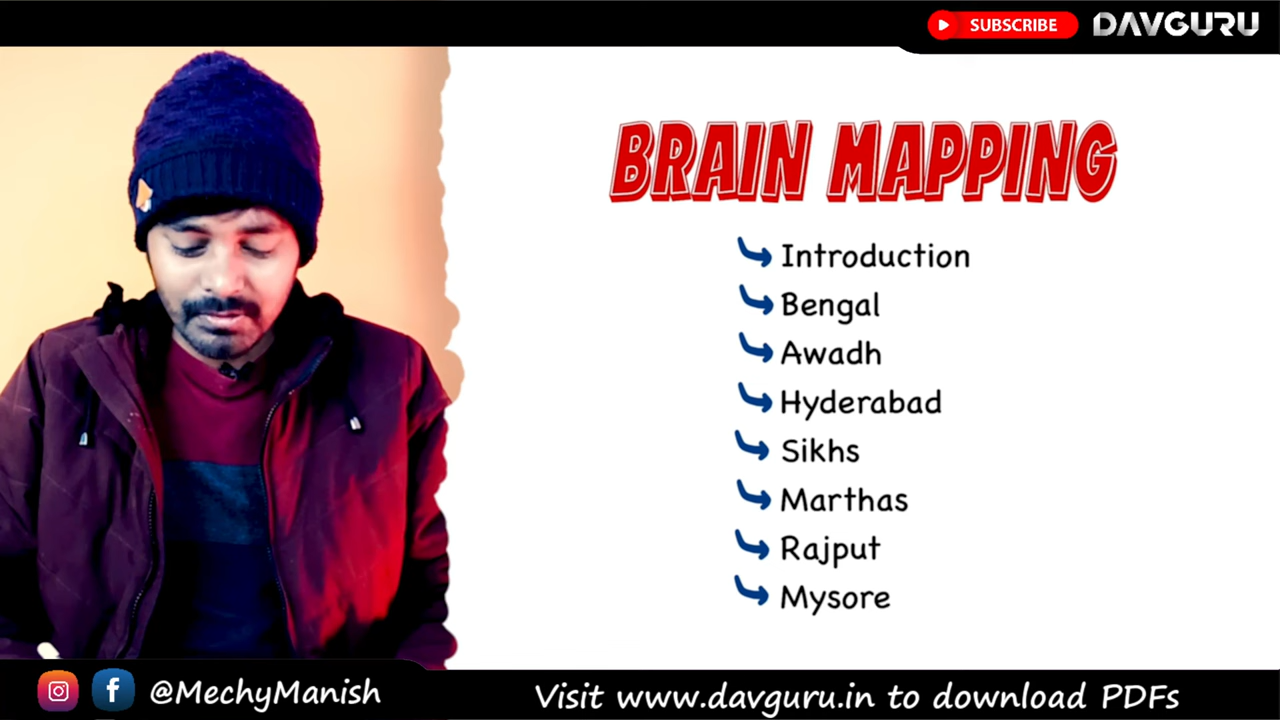 SUBSCRIBE DAVGURU
BRAIN MAPPING
Introduction
Bengal
Awadh
Hyderabad
Sikhs
Marthas
Rajput
Mysore
@MechyManish
Visit www.davguru.in to download PDFs